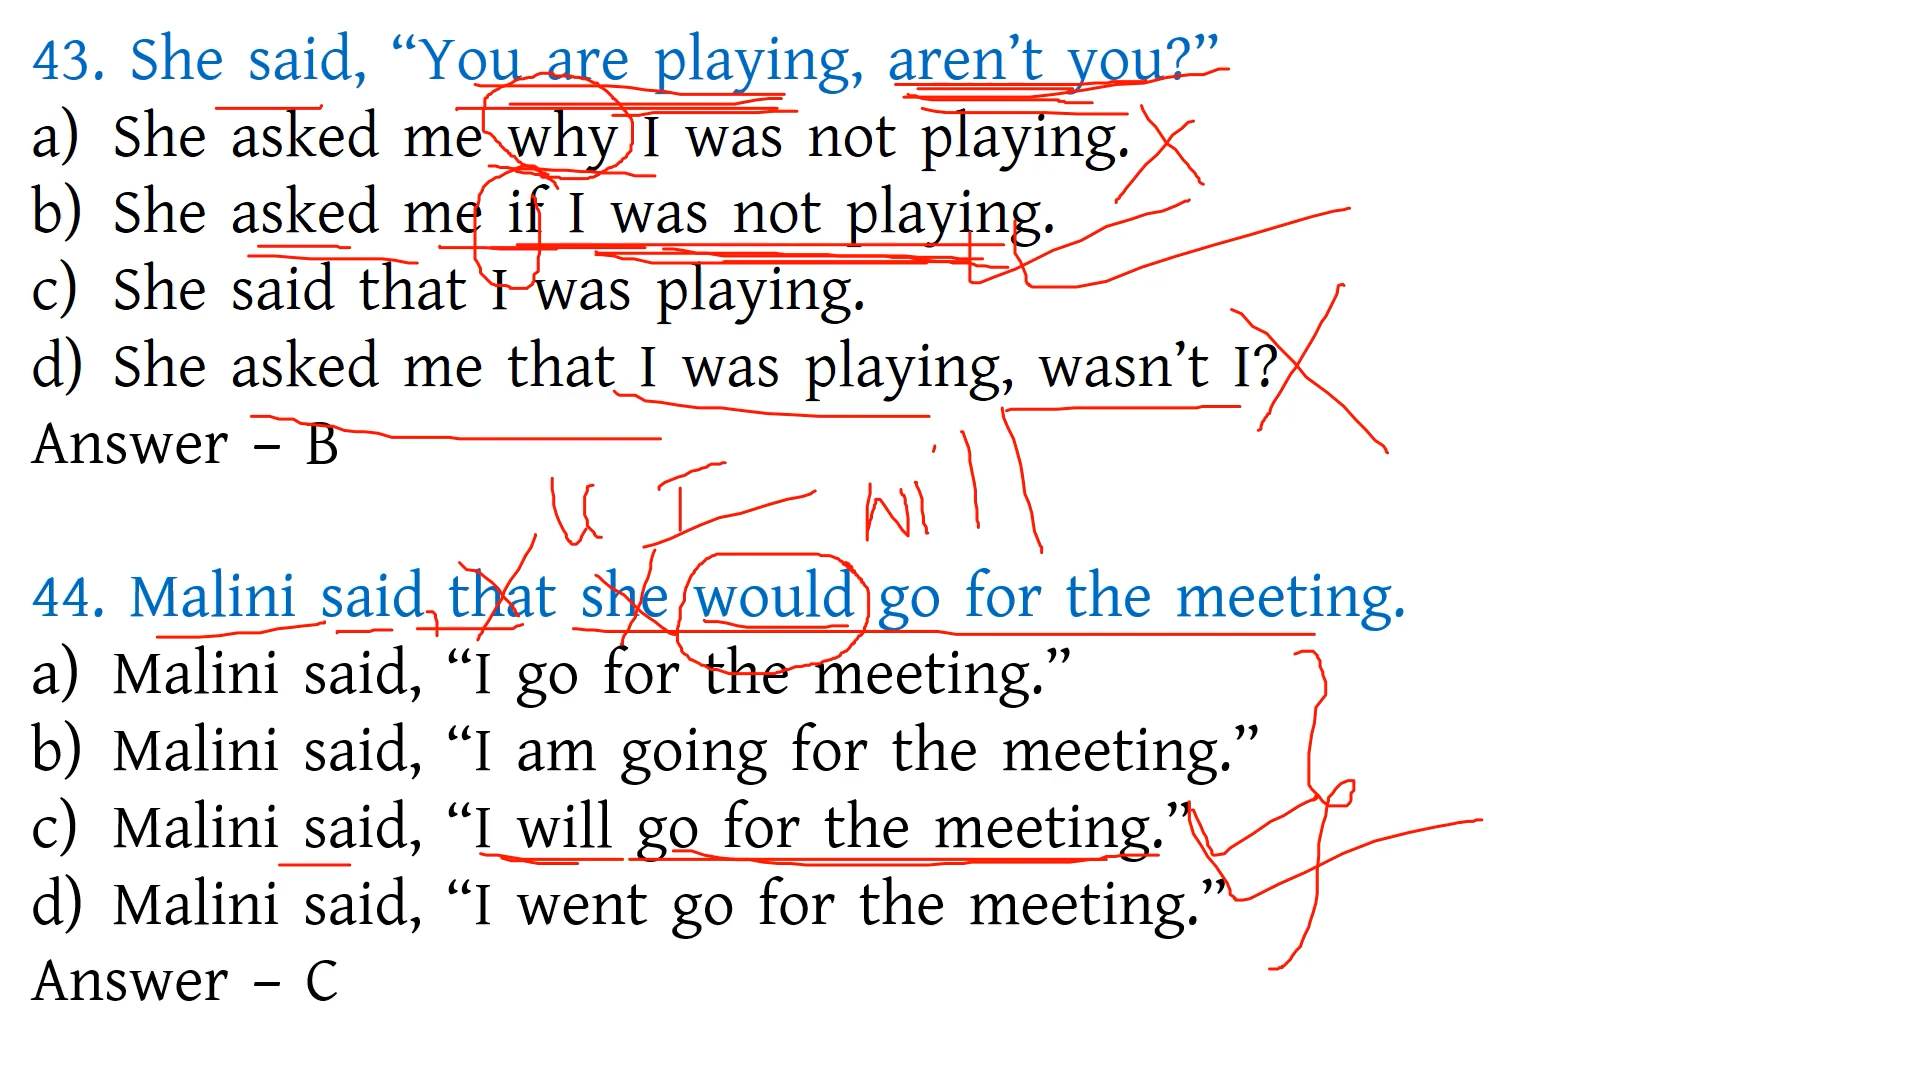 43. She said, “You are playing, aren’t you?”
a) She asked me why I was not playing.
b) She asked me if I was not playing.
c) She said that I was playing.
d) She asked me that I was playing, wasn’t I?
Answer – B
I will
44. Malini said that she would go for the meeting.
a) Malini said, “I go for the meeting.”
b) Malini said, “I am going for the meeting.”
c) Malini said, “I will go for the meeting.”
d) Malini said, “I went go for the meeting.”
Answer – C